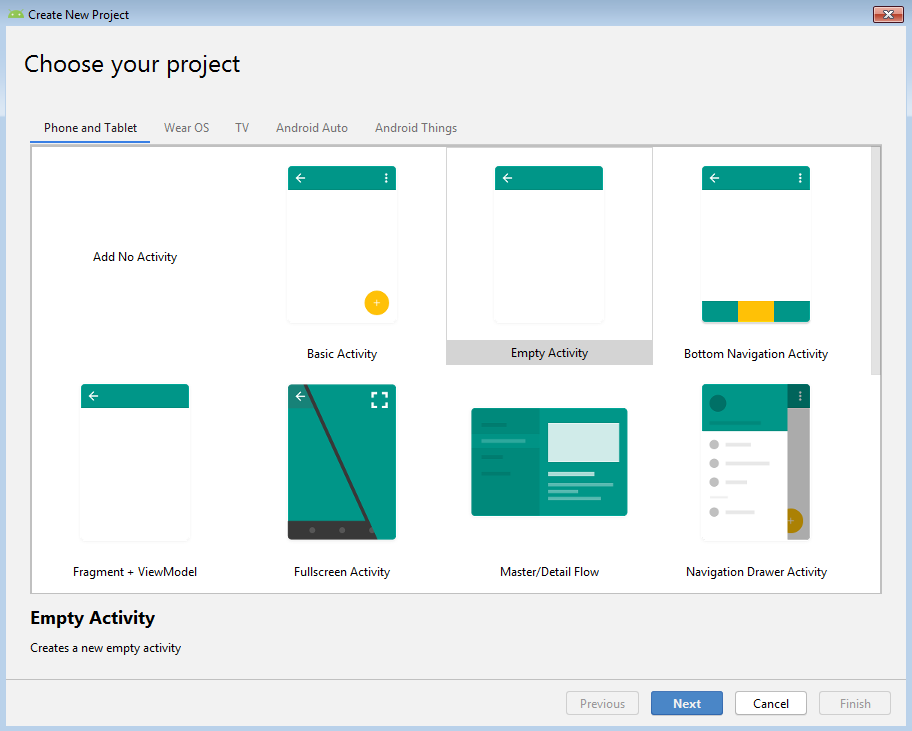 Create New Project
Choose your project
Phone and Tablet Wear OS TV Android Auto Android Things
Add No Activity
Basic Activity Empty Activity Bottom Navigation Activity
Fragment + ViewModel Fullscreen Activity Master/Detail Flow Navigation Drawer Activity
Empty Activity
Creates a new empty activity
Previous Next Cancel Finish